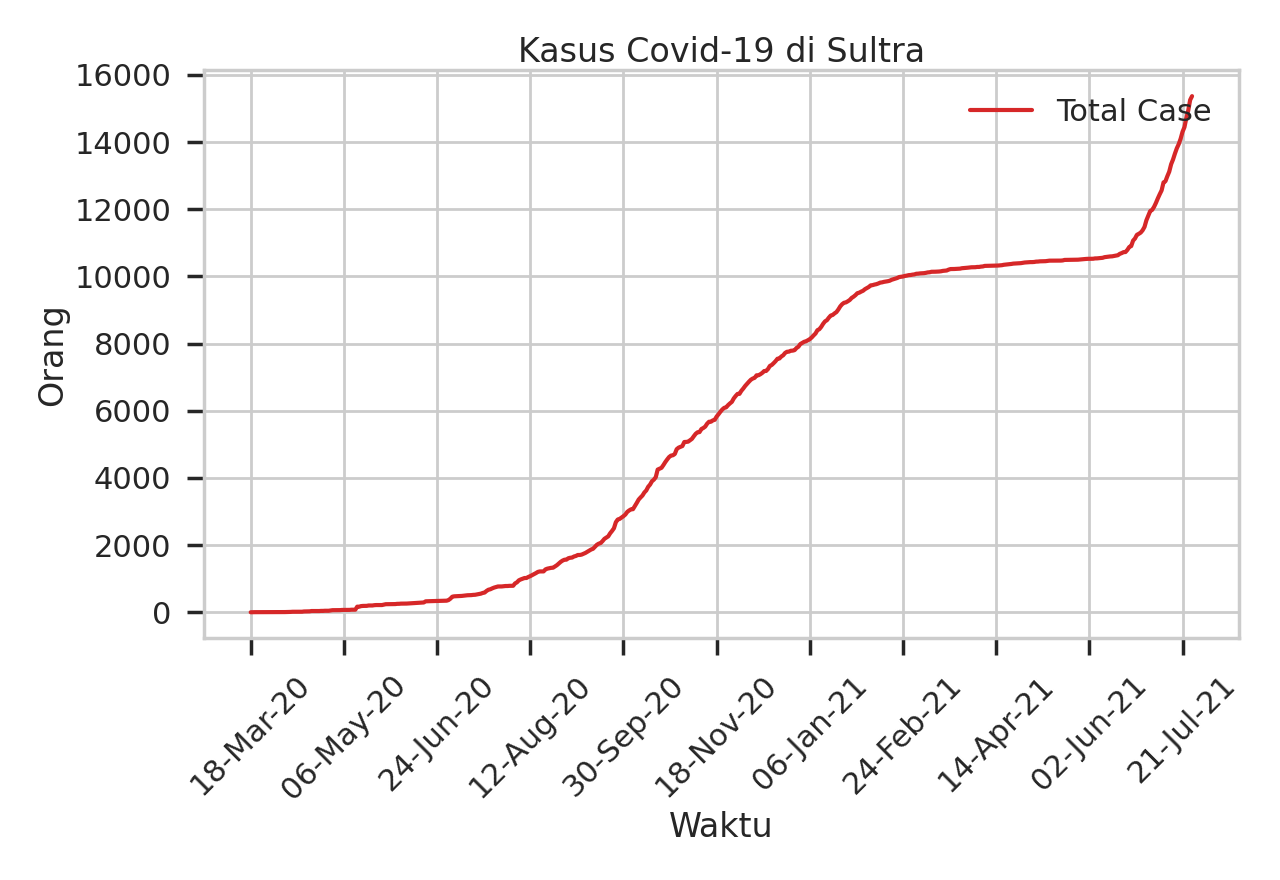 Kasus Covid-19 di Sultra
16000
14000
12000
10000
8000
6000
4000
2000
0
Orang
Total Case
18-Mar-20
06-May-20
24-Jun-20
12-Aug-20
30-Sep-20
18-Nov-20
06-Jan-21
24-Feb-21
14-Apr-21
02-Jun-21
21-Jul-21
Waktu